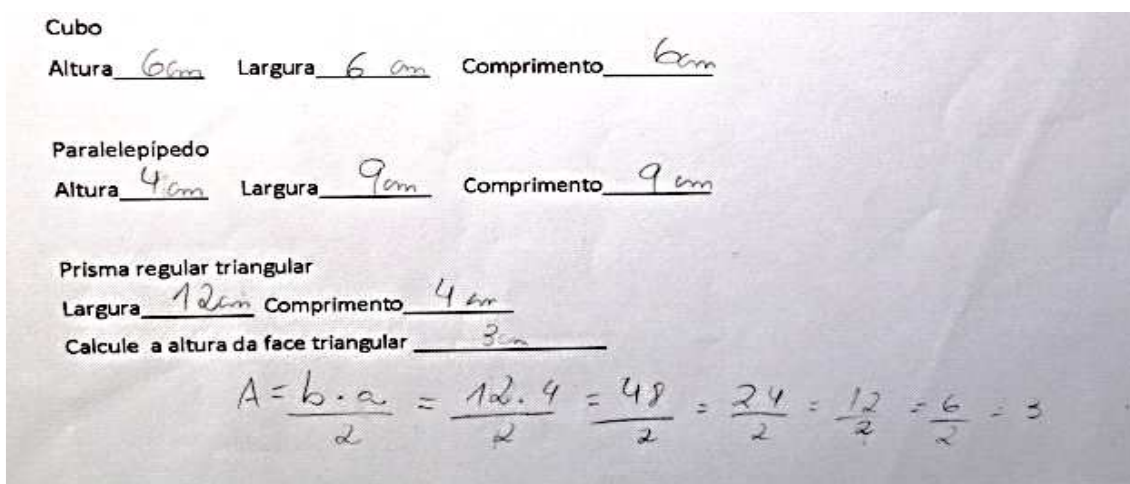 Cubo
Altura 6cm Largura 6 cm Comprimento 6cm
Paralelepípedo
Altura 4 cm Largura 9cm Comprimento 9 cm
Prisma regular triangular
Largura 12cm Comprimento 4 cm
Calcule a altura da face triangular 3cm
A = b . a / 2 = 12 . 4 / 2 = 48 / 2 = 24 / 2 = 12 / 2 = 6 / 2 = 3